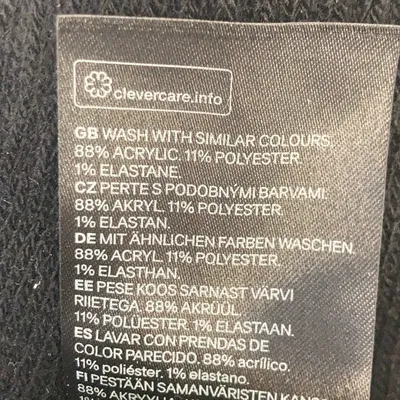 clevercare.info
GB WASH WITH SIMILAR COLOURS.
88% ACRYLIC. 11% POLYESTER.
1% ELASTANE.
CZ PERTE S PODOBNÝMI BARVAMI.
88% AKRYL. 11% POLYESTER.
1% ELASTAN.
DE MIT ÄHNLICHEN FARBEN WASCHEN.
88% ACRYL. 11% POLYESTER.
1% ELASTHAN.
EE PESE KOOS SARNAST VÄRVI
RIIETEGA. 88% AKRÜÜL.
11% POLÜESTER. 1% ELASTAAN.
ES LAVAR CON PRENDAS DE
COLOR PARECIDO. 88% acrílico.
11% poliéster. 1% elastano.
FI PESTÄÄN SAMANVÄRISTEN
88% AKRYYLIA